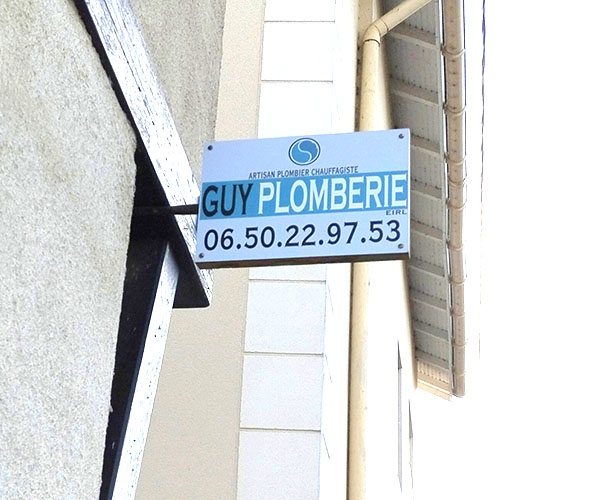 ARTISAN PLOMBIER CHAUFFAGISTE
GUY PLOMBERIE
EIRL
06.50.22.97.53